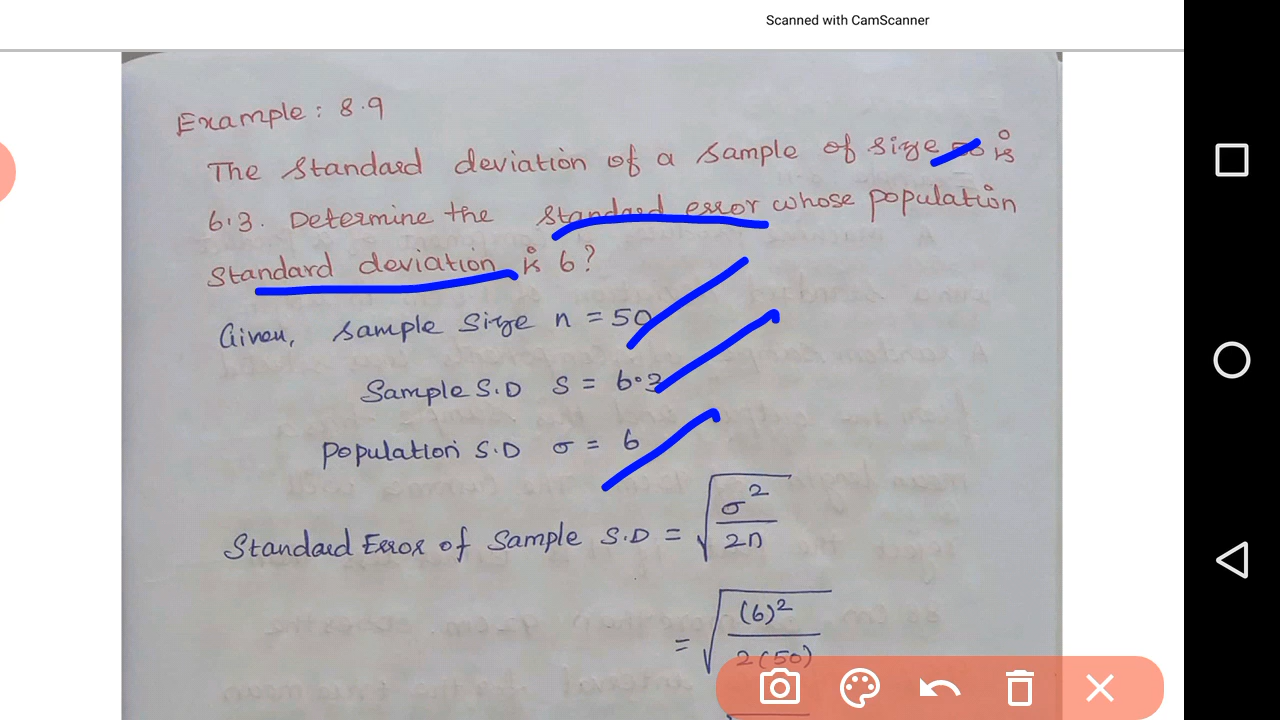 Scanned with CamScanner
Example: 8.9
The Standard deviation of a sample of size 50 is
6.3. Determine the standard error whose population
Standard deviation is 6?
Given, sample size n = 50
Sample S.D S = 6.3
Population S.D σ = 6
Standard Error of Sample S.D = √(σ²/2n)
= √((6)²/2(50))